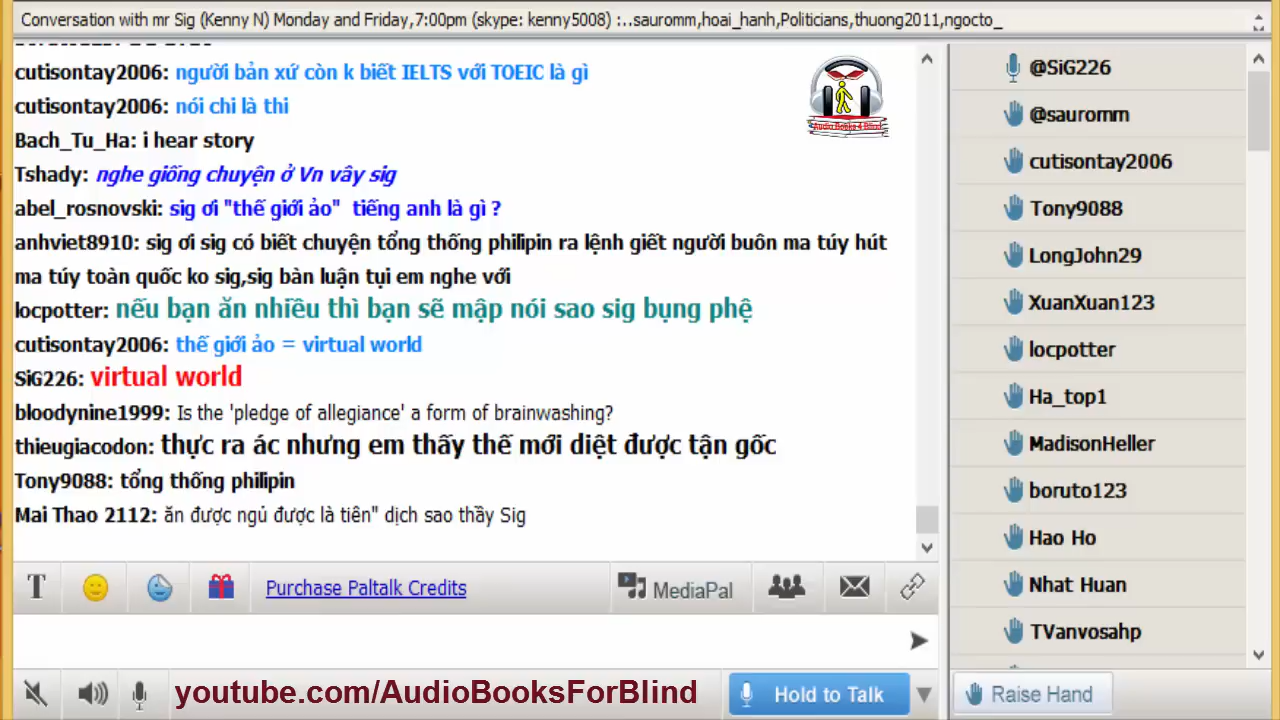 Conversation with mr Sig (Kenny N) Monday and Friday,7:00pm (skype: kenny5008) :..sauromm,hoai_hanh,Politicians,thuong2011,ngocto_
cutisontay2006: người bản xứ còn k biết IELTS với TOEIC là gì
cutisontay2006: nói chi là thi
Bach_Tu_Ha: i hear story
Tshady: nghe giống chuyện ở Vn vây sig
abel_rosnovski: sig ơi "thế giới ảo" tiếng anh là gì ?
anhviet8910: sig ơi sig có biết chuyện tổng thống philipin ra lệnh giết người buôn ma túy hút
ma túy toàn quốc ko sig,sig bàn luận tụi em nghe với
locpotter: nếu bạn ăn nhiều thì bạn sẽ mập nói sao sig bụng phệ
cutisontay2006: thế giới ảo = virtual world
SiG226: virtual world
bloodynine1999: Is the 'pledge of allegiance' a form of brainwashing?
thieugiacodon: thực ra ác nhưng em thấy thế mới diệt được tận gốc
Tony9088: tổng thống philipin
Mai Thao 2112: ăn được ngủ được là tiên" dịch sao thầy Sig
Audio Books 4 Blind
@SiG226
@sauromm
cutisontay2006
Tony9088
LongJohn29
XuanXuan123
locpotter
Ha_top1
MadisonHeller
boruto123
Hao Ho
Nhat Huan
TVanvosahp
T
Purchase Paltalk Credits
MediaPal
youtube.com/AudioBooksForBlind
Hold to Talk
Raise Hand